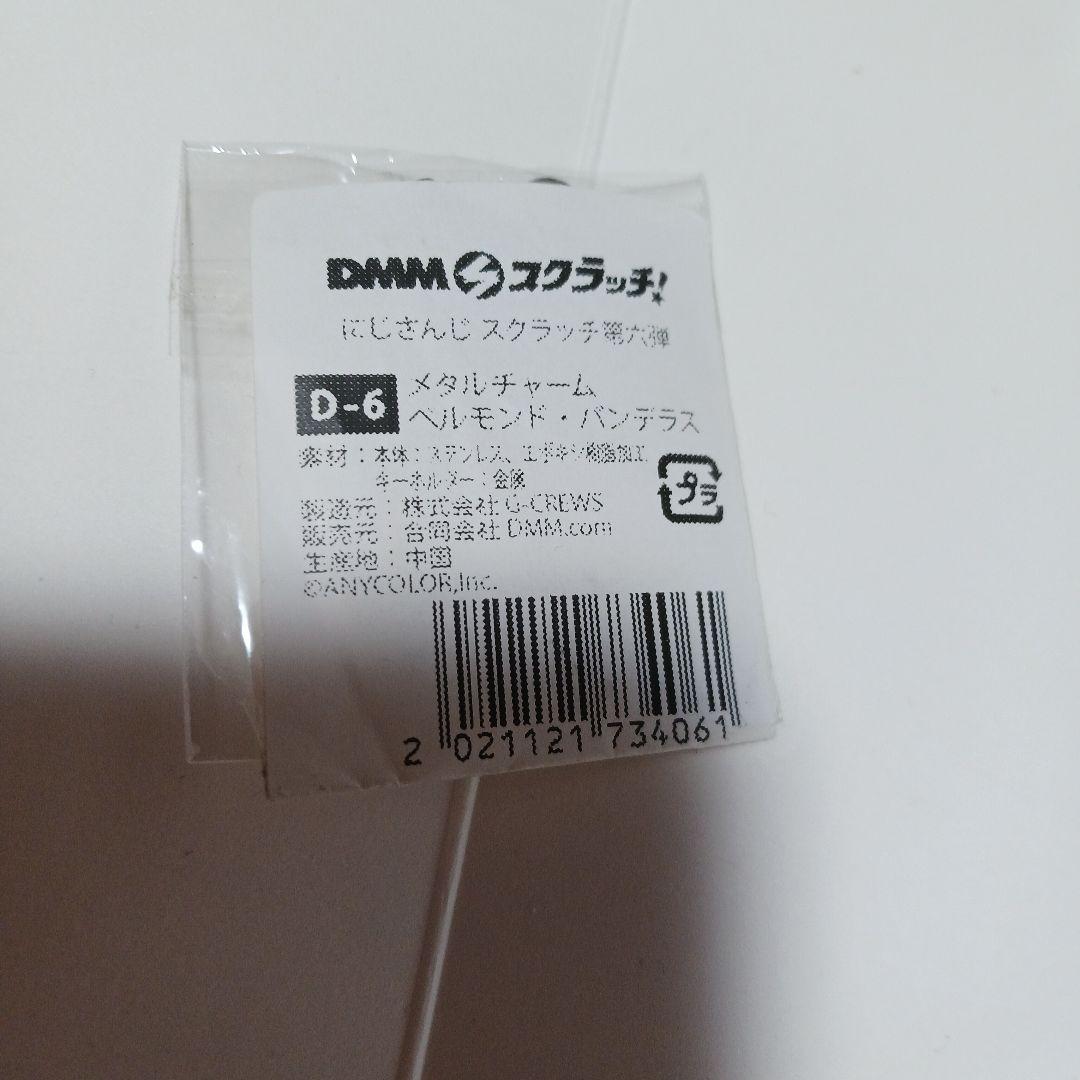 DMMスクラッチ!
にじさんじ スクラッチ第六弾
D-6
メタルチャーム
ベルモンド・バンデラス
素材：本体：ステンレス、エポキシ樹脂加工
キーホルダー：金属
プラ
製造元：株式会社 G-CREWS
販売元：合同会社 DMM.com
生産地：中国
©ANYCOLOR,Inc.
2 021121 734061